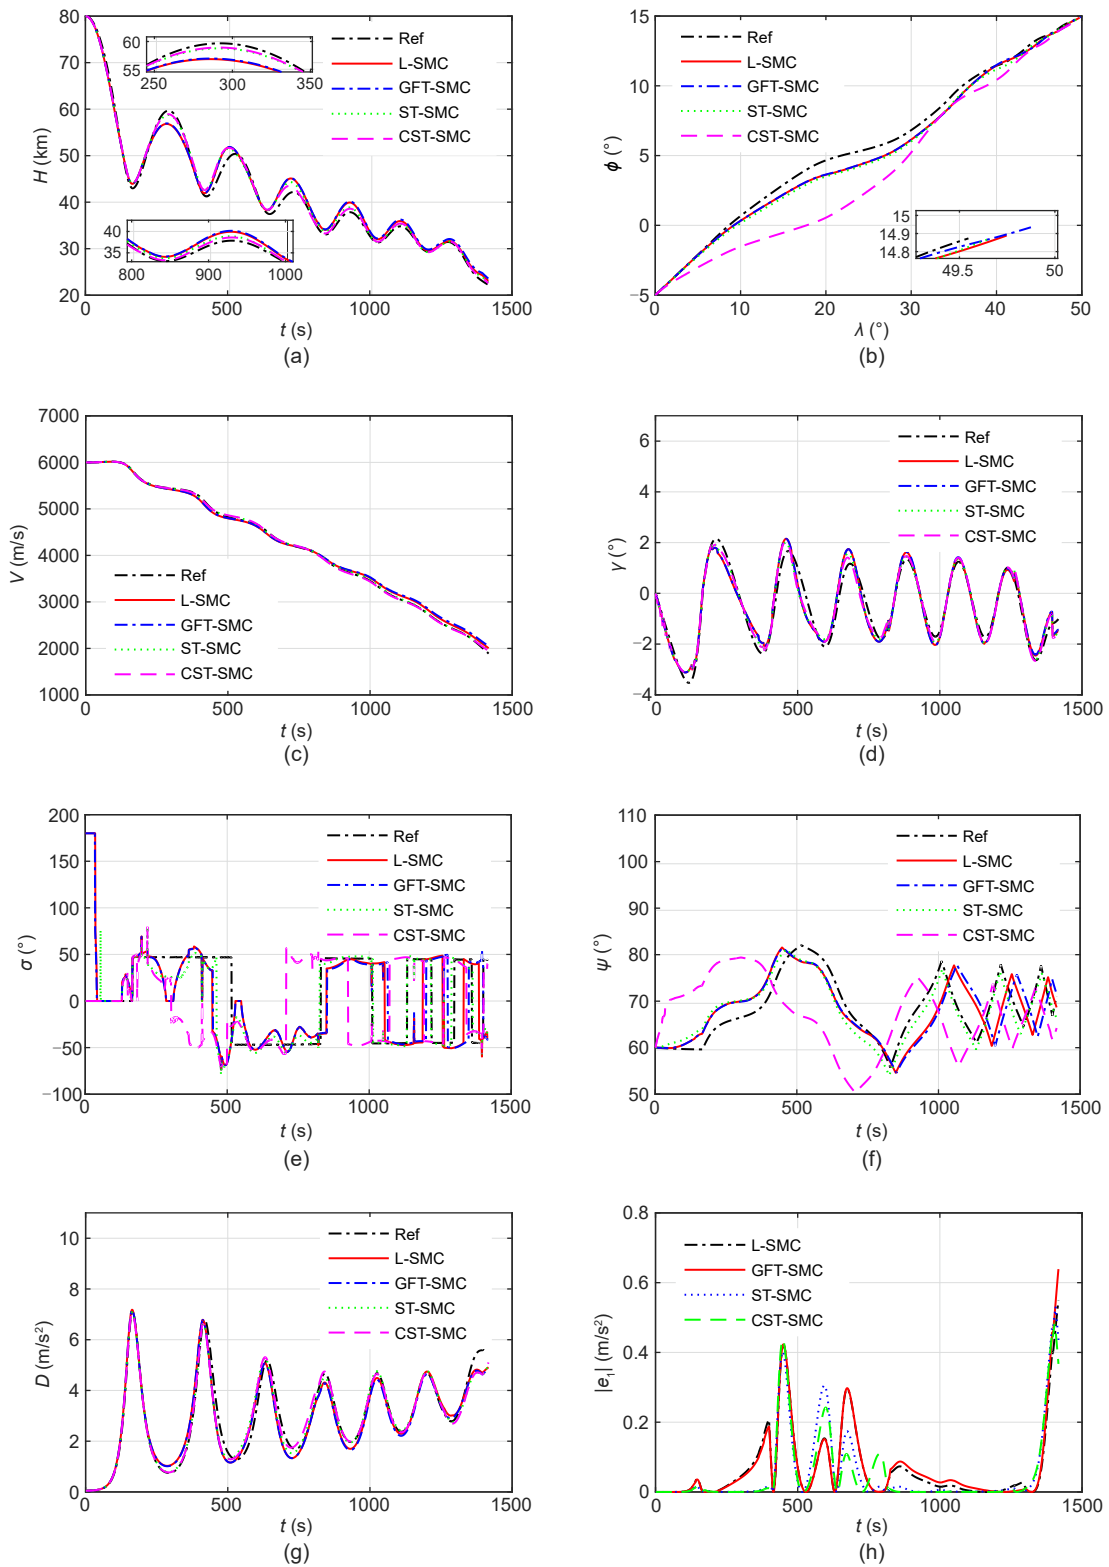 80
70
60
50
40
30
20
H (km)
60
55
250
300
350
Ref
L-SMC
GFT-SMC
ST-SMC
CST-SMC
40
35
800
900
1000
0
500
1000
1500
t (s)
(a)
15
10
5
0
−5
ϕ (°)
Ref
L-SMC
GFT-SMC
ST-SMC
CST-SMC
15
14.9
14.8
49.5
50
0
10
20
30
40
50
λ (°)
(b)
7000
6000
5000
4000
3000
2000
1000
V (m/s)
Ref
L-SMC
GFT-SMC
ST-SMC
CST-SMC
0
500
1000
1500
t (s)
(c)
6
4
2
0
−2
−4
γ (°)
Ref
L-SMC
GFT-SMC
ST-SMC
CST-SMC
0
500
1000
1500
t (s)
(d)
200
150
100
50
0
−50
−100
σ (°)
Ref
L-SMC
GFT-SMC
ST-SMC
CST-SMC
0
500
1000
1500
t (s)
(e)
110
100
90
80
70
60
50
ψ (°)
Ref
L-SMC
GFT-SMC
ST-SMC
CST-SMC
0
500
1000
1500
t (s)
(f)
10
8
6
4
2
0
D (m/s²)
Ref
L-SMC
GFT-SMC
ST-SMC
CST-SMC
0
500
1000
1500
t (s)
(g)
0.8
0.6
0.4
0.2
0
|e₁| (m/s²)
L-SMC
GFT-SMC
ST-SMC
CST-SMC
0
500
1000
1500
t (s)
(h)